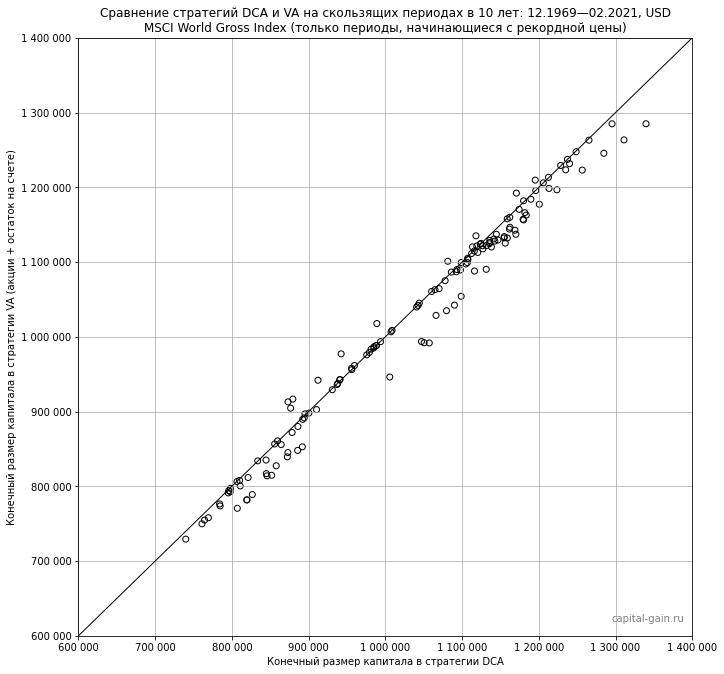 Сравнение стратегий DCA и VA на скользящих периодах в 10 лет: 12.1969—02.2021, USD
MSCI World Gross Index (только периоды, начинающиеся с рекордной цены)
Конечный размер капитала в стратегии VA (акции + остаток на счете)
1 400 000
1 300 000
1 200 000
1 100 000
1 000 000
900 000
800 000
700 000
600 000
capital-gain.ru
600 000 700 000 800 000 900 000 1 000 000 1 100 000 1 200 000 1 300 000 1 400 000
Конечный размер капитала в стратегии DCA